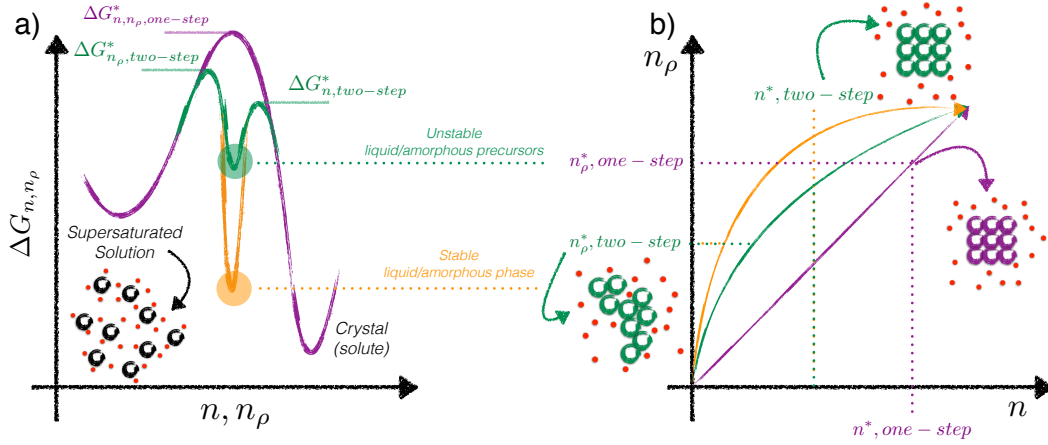 a)
ΔG*n,nρ,one−step
ΔG*nρ,two−step
ΔG*n,two−step
ΔGn,nρ
Unstable
liquid/amorphous precursors
Supersaturated
Solution
Stable
liquid/amorphous phase
Crystal
(solute)
n, nρ
b)
nρ
n*, two − step
n*ρ, one − step
n*ρ, two − step
n
n*, one − step